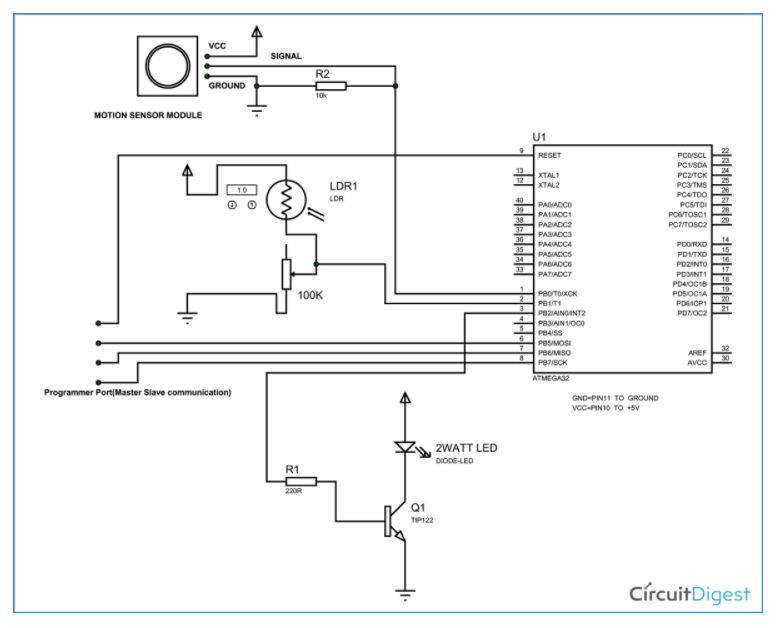 VCC
SIGNAL
GROUND
R2
10k
MOTION SENSOR MODULE
U1
9 RESET
13 XTAL1
12 XTAL2
40 PA0/ADC0
39 PA1/ADC1
38 PA2/ADC2
37 PA3/ADC3
36 PA4/ADC4
35 PA5/ADC5
34 PA6/ADC6
33 PA7/ADC7
1 PB0/T0/XCK
2 PB1/T1
3 PB2/AIN0/INT2
4 PB3/AIN1/OC0
5 PB4/SS
6 PB5/MOSI
7 PB6/MISO
8 PB7/SCK
PC0/SCL 22
PC1/SDA 23
PC2/TCK 24
PC3/TMS 25
PC4/TDO 26
PC5/TDI 27
PC6/TOSC1 28
PC7/TOSC2 29
PD0/RXD 14
PD1/TXD 15
PD2/INT0 16
PD3/INT1 17
PD4/OC1B 18
PD5/OC1A 19
PD6/ICP1 20
PD7/OC2 21
AREF 32
AVCC 30
ATMEGA32
1.0
LDR1
LDR
100K
Programmer Port(Master Slave communication)
GND=PIN11 TO GROUND
VCC=PIN10 TO +5V
2WATT LED
DIODE-LED
R1
220R
Q1
TIP122
CírcuitDigest